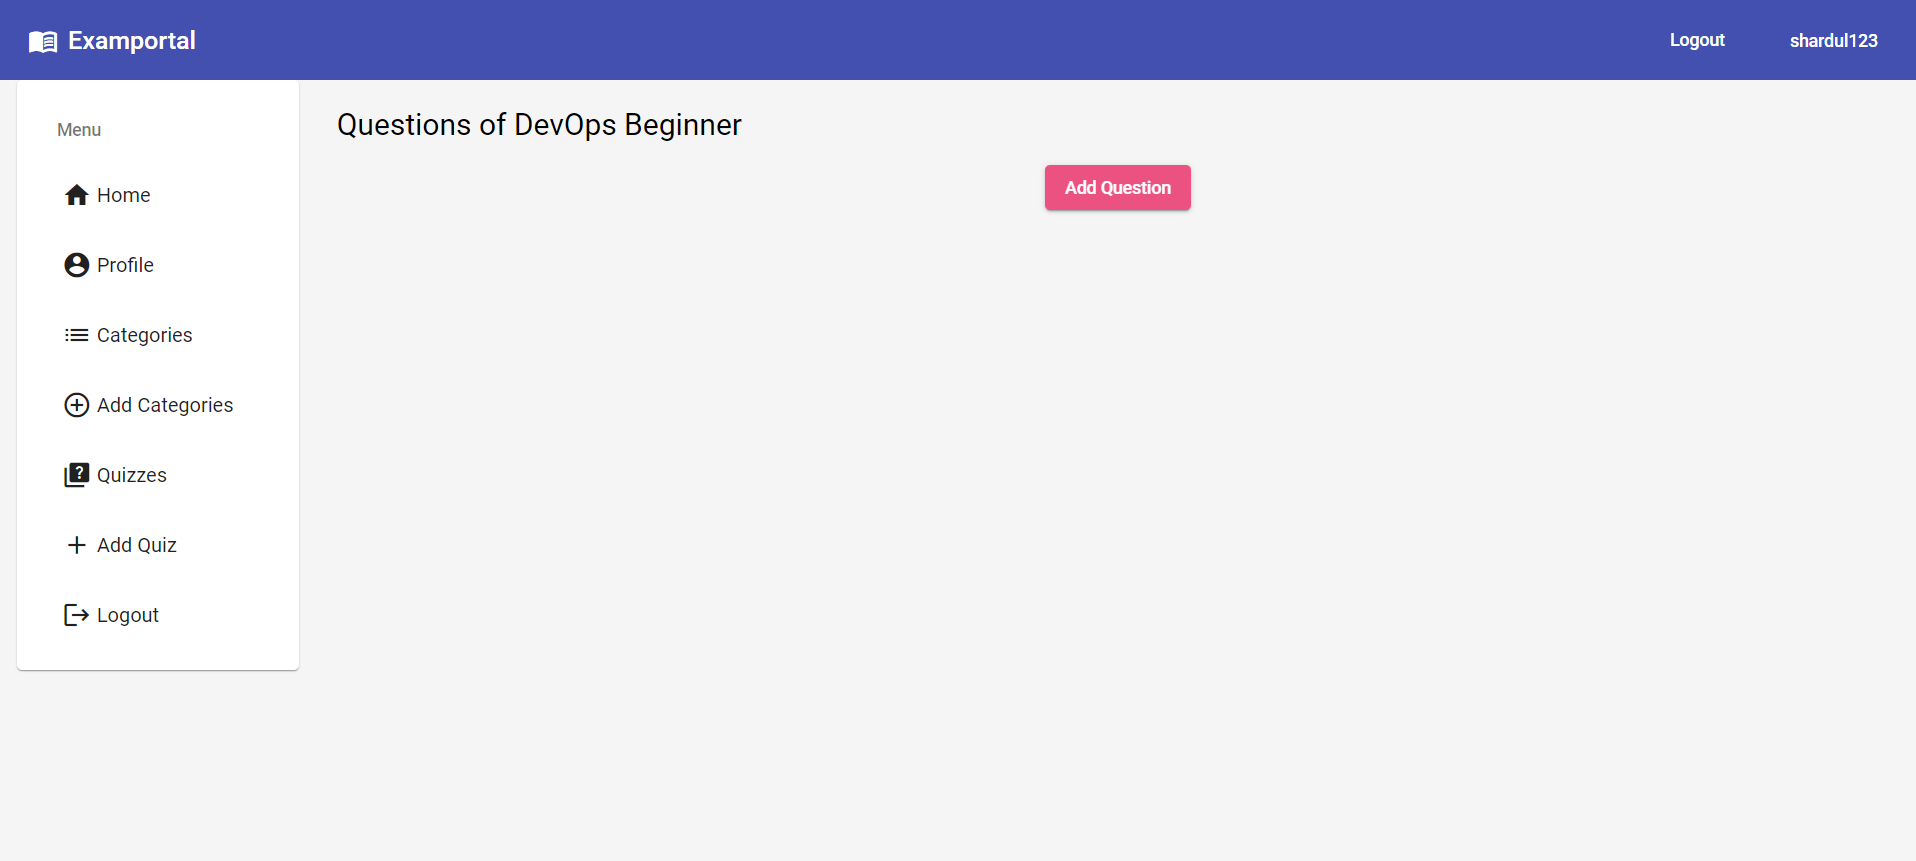 Examportal
Logout
shardul123
Menu
Home
Profile
Categories
Add Categories
Quizzes
Add Quiz
Logout
Questions of DevOps Beginner
Add Question